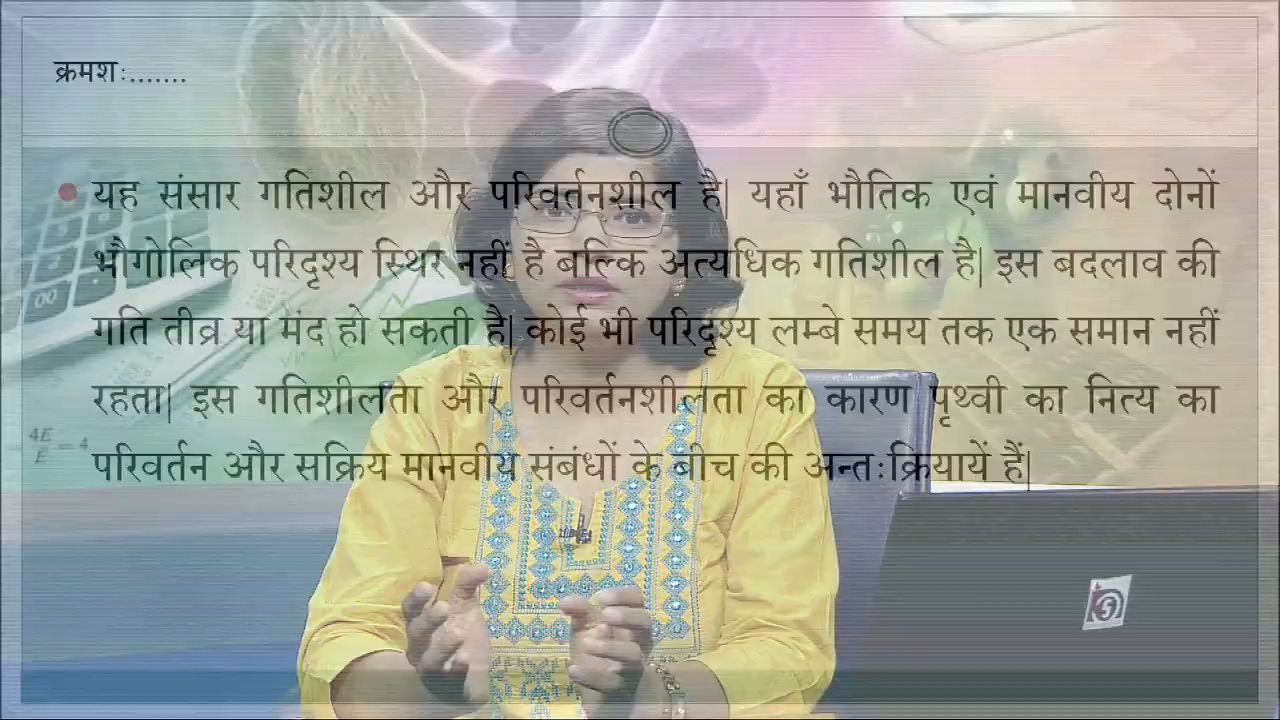 क्रमशः.......
यह संसार गतिशील और परिवर्तनशील है| यहाँ भौतिक एवं मानवीय दोनों
भौगोलिक परिदृश्य स्थिर नहीं है बल्कि अत्यधिक गतिशील है| इस बदलाव की
गति तीव्र या मंद हो सकती है| कोई भी परिदृश्य लम्बे समय तक एक समान नहीं
रहता| इस गतिशीलता और परिवर्तनशीलता का कारण पृथ्वी का नित्य का
परिवर्तन और सक्रिय मानवीय संबंधों के बीच की अन्तःक्रियायें हैं|